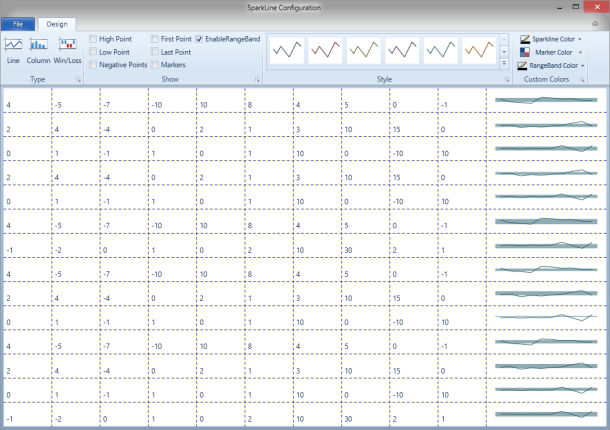 SparkLine Configuration
File Design
High Point First Point EnableRangeBand
Low Point Last Point
Negative Points Markers
Line Column Win/Loss
Sparkline Color
Marker Color
RangeBand Color
Type Show Style Custom Colors
4 -5 -7 -10 10 8 4 5 0 -1
2 4 -4 0 2 1 3 10 15 0
0 1 -1 1 0 1 10 0 -10 10
2 4 -4 0 2 1 3 10 15 0
0 1 -1 1 0 1 10 0 -10 10
4 -5 -7 -10 10 8 4 5 0 -1
-1 -2 0 1 0 2 10 30 2 1
4 -5 -7 -10 10 8 4 5 0 -1
2 4 -4 0 2 1 3 10 15 0
0 1 -1 1 0 1 10 0 -10 10
4 -5 -7 -10 10 8 4 5 0 -1
2 4 -4 0 2 1 3 10 15 0
0 1 -1 1 0 1 10 0 -10 10
-1 -2 0 1 0 2 10 30 2 1